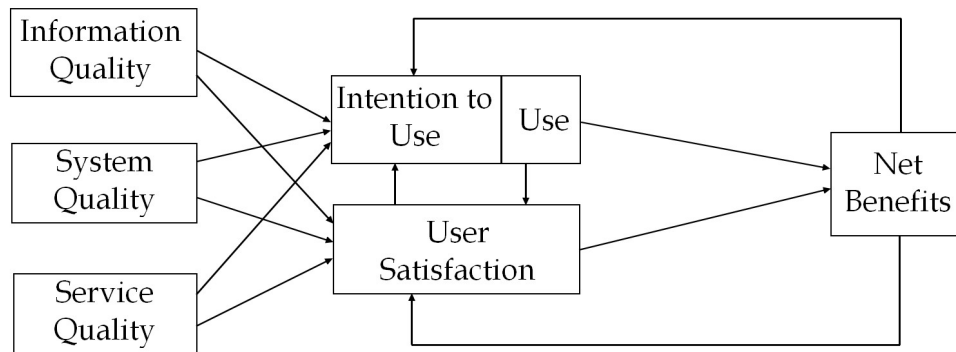 Information
Quality
System
Quality
Service
Quality
Intention to
Use
Use
User
Satisfaction
Net
Benefits